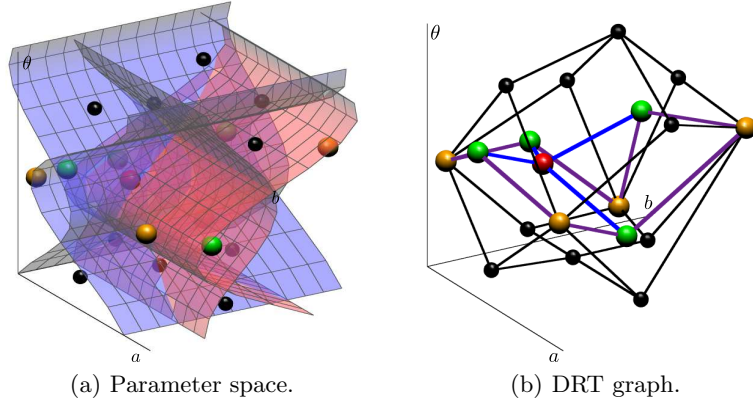 θ
b
a
θ
b
a
(a) Parameter space.
(b) DRT graph.